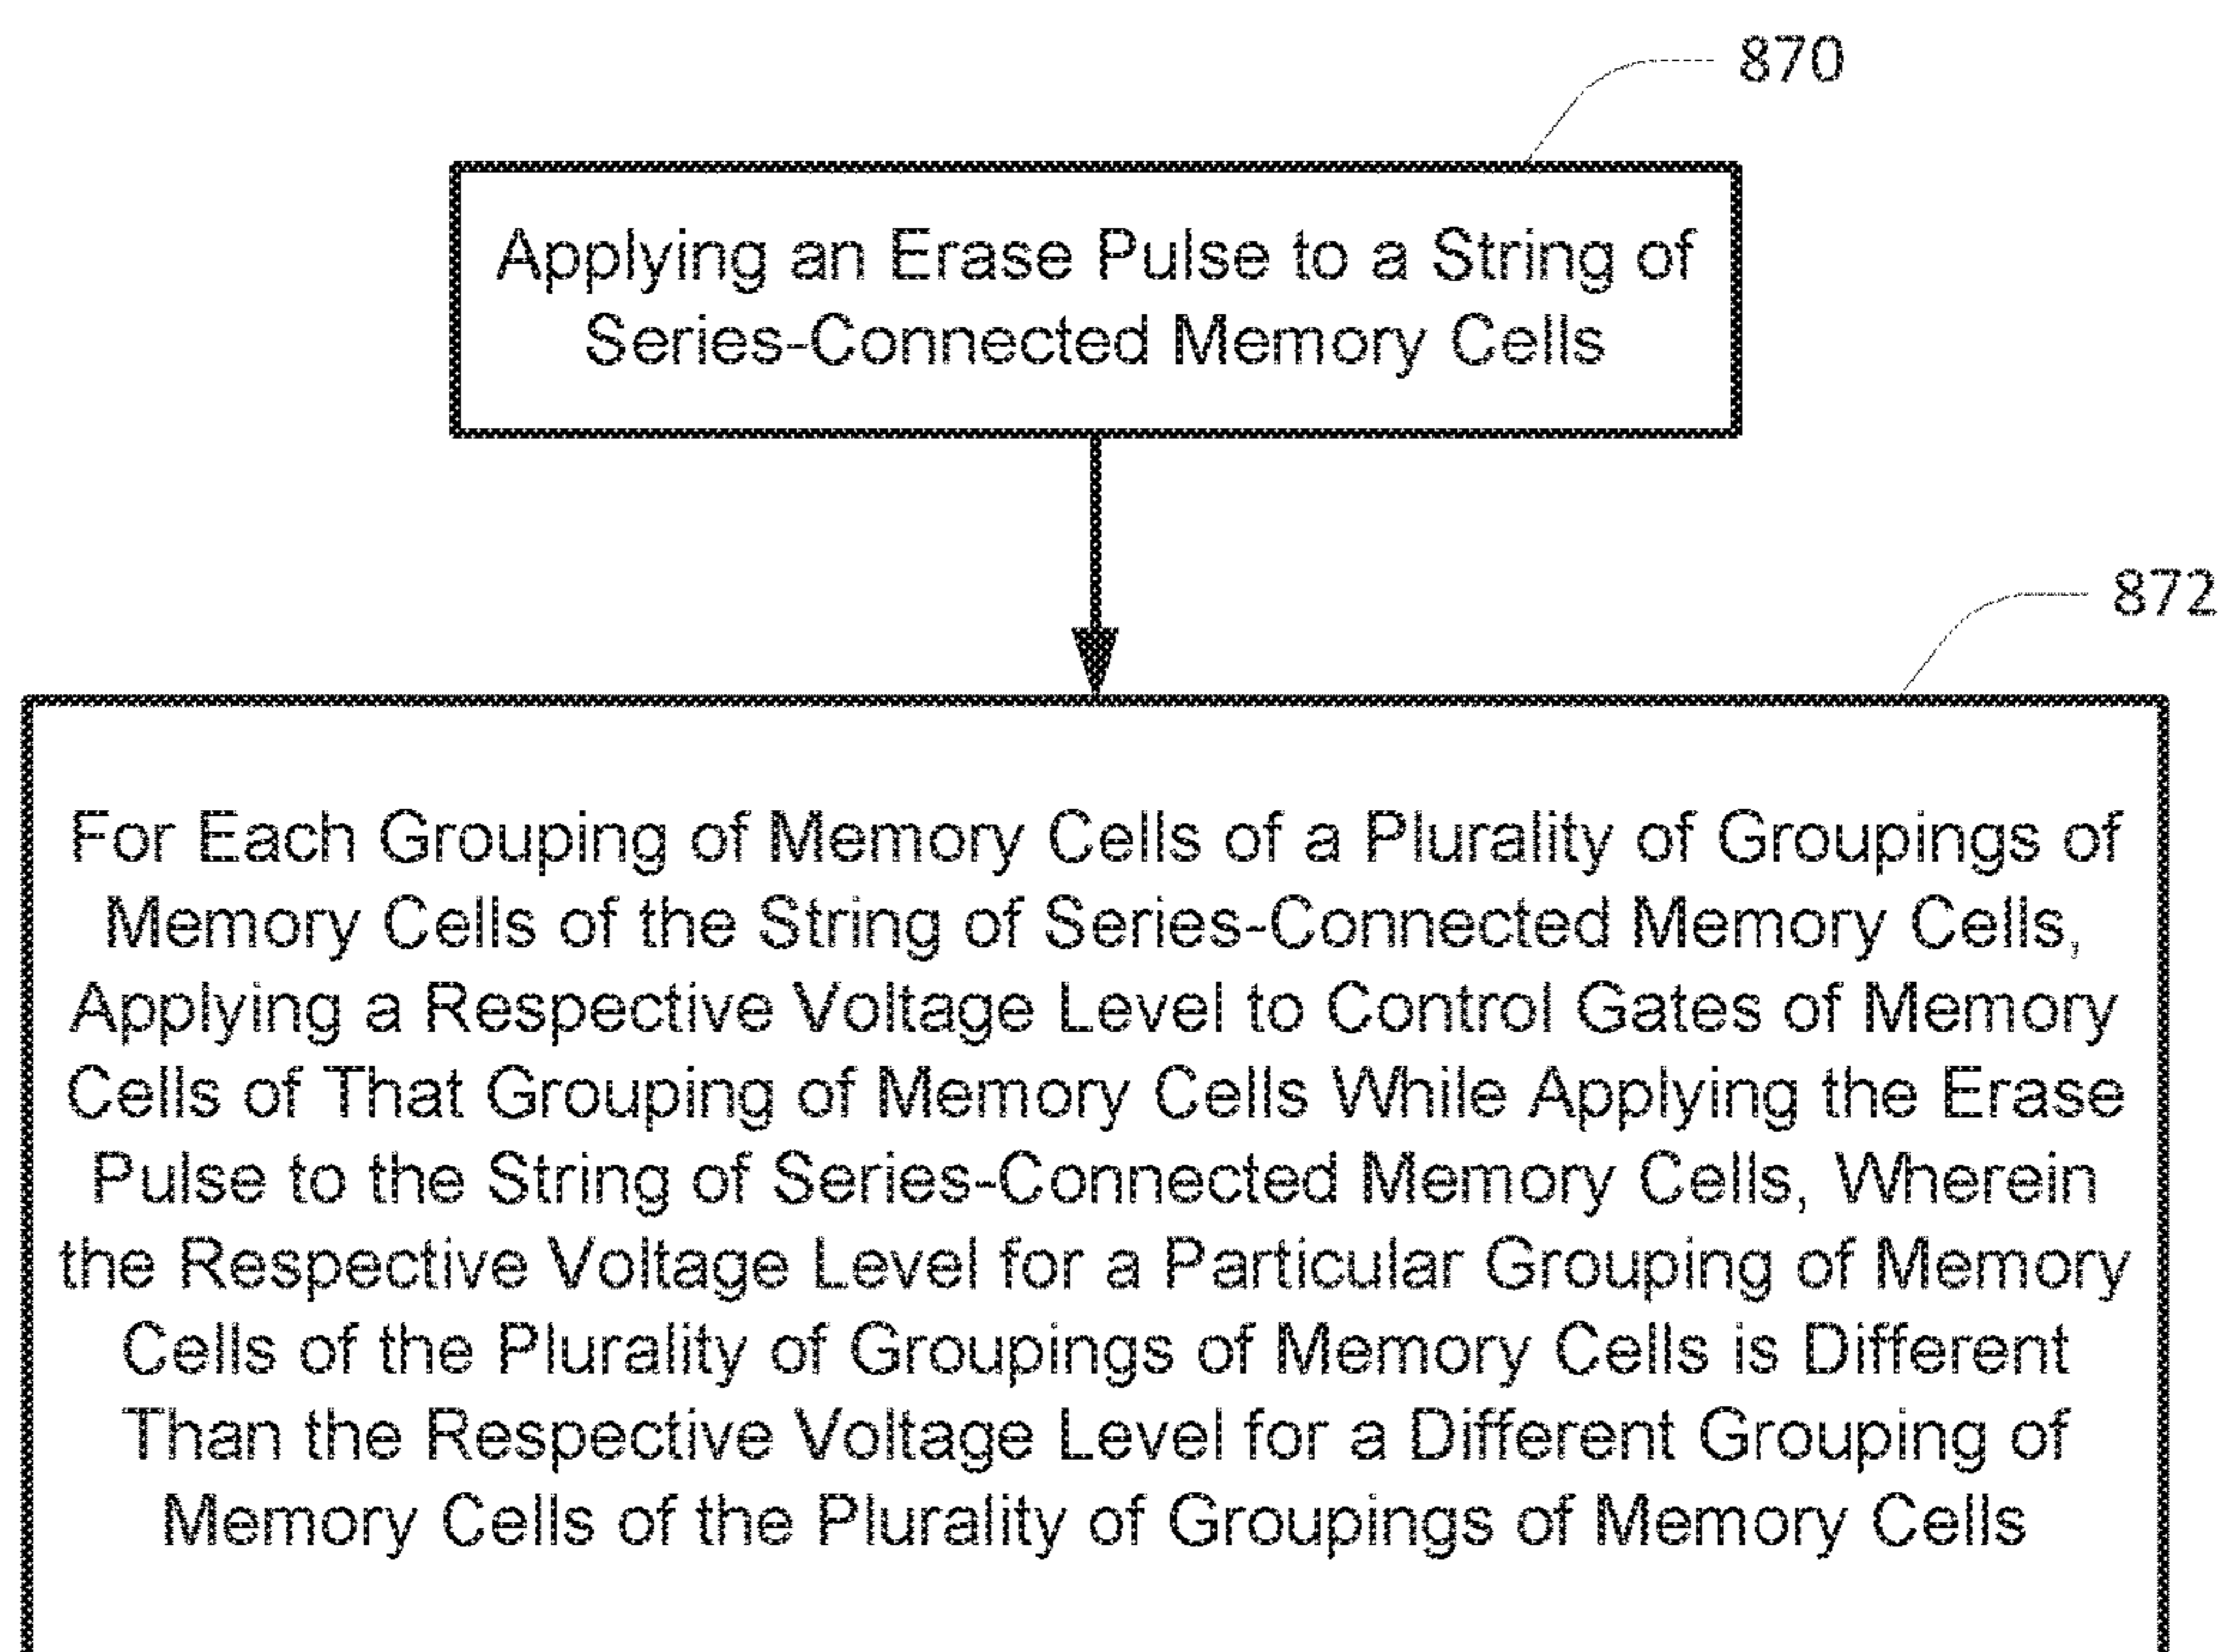 870
Applying an Erase Pulse to a String of
Series-Connected Memory Cells
872
For Each Grouping of Memory Cells of a Plurality of Groupings of
Memory Cells of the String of Series-Connected Memory Cells,
Applying a Respective Voltage Level to Control Gates of Memory
Cells of That Grouping of Memory Cells While Applying the Erase
Pulse to the String of Series-Connected Memory Cells, Wherein
the Respective Voltage Level for a Particular Grouping of Memory
Cells of the Plurality of Groupings of Memory Cells is Different
Than the Respective Voltage Level for a Different Grouping of
Memory Cells of the Plurality of Groupings of Memory Cells